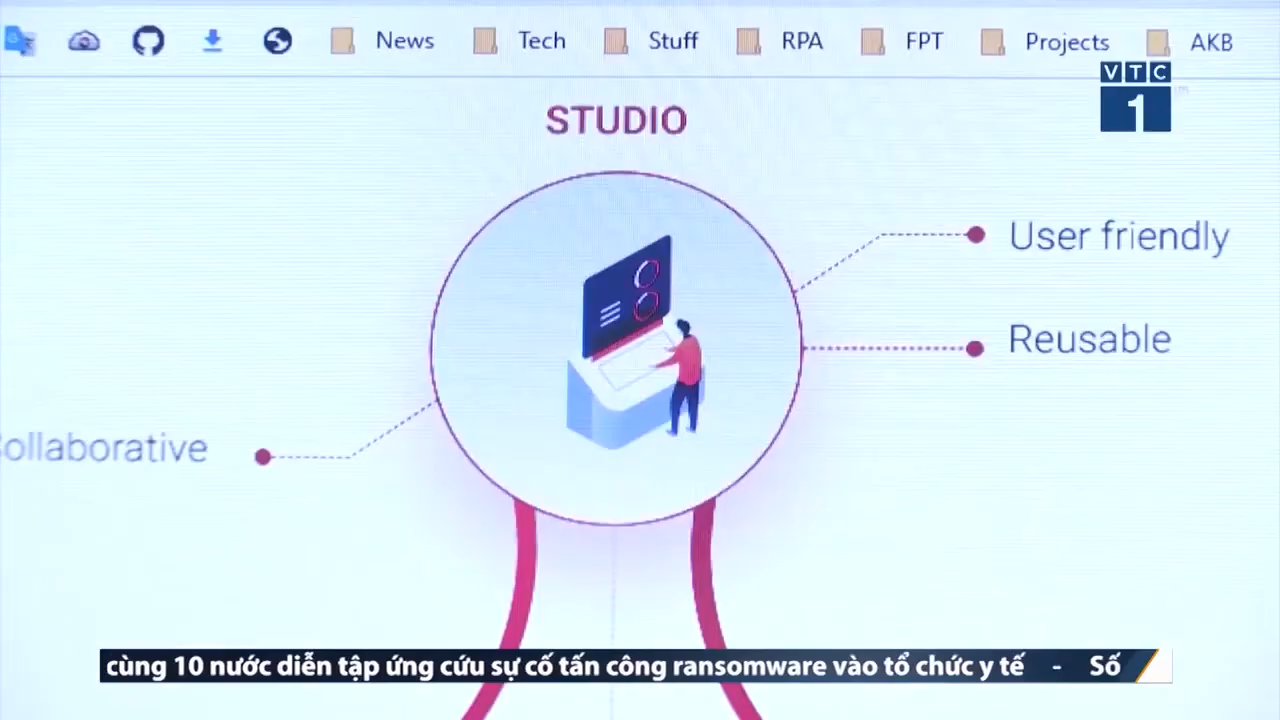 News Tech Stuff RPA FPT Projects AKB
VTC
1
STUDIO
User friendly
Reusable
ollaborative
cùng 10 nước diễn tập ứng cứu sự cố tấn công ransomware vào tổ chức y tế - Số